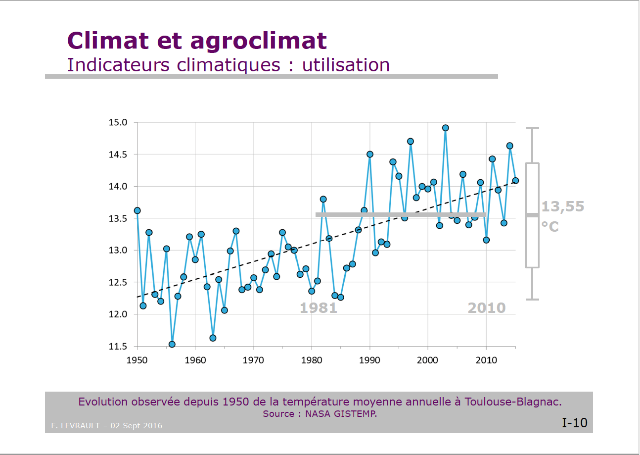 Climat et agroclimat
Indicateurs climatiques : utilisation
15.0
14.5
14.0
13.5
13.0
12.5
12.0
11.5
1950
1960
1970
1980
1990
2000
2010
1981
2010
13,55
°C
Evolution observée depuis 1950 de la température moyenne annuelle à Toulouse-Blagnac.
Source : NASA GISTEMP.
F. LEVRAULT 02 Sept 2016
I-10